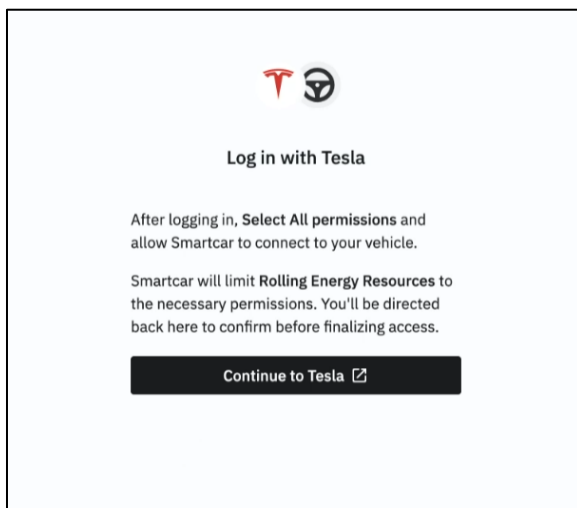 Log in with Tesla
After logging in, Select All permissions and
allow Smartcar to connect to your vehicle.
Smartcar will limit Rolling Energy Resources to
the necessary permissions. You'll be directed
back here to confirm before finalizing access.
Continue to Tesla